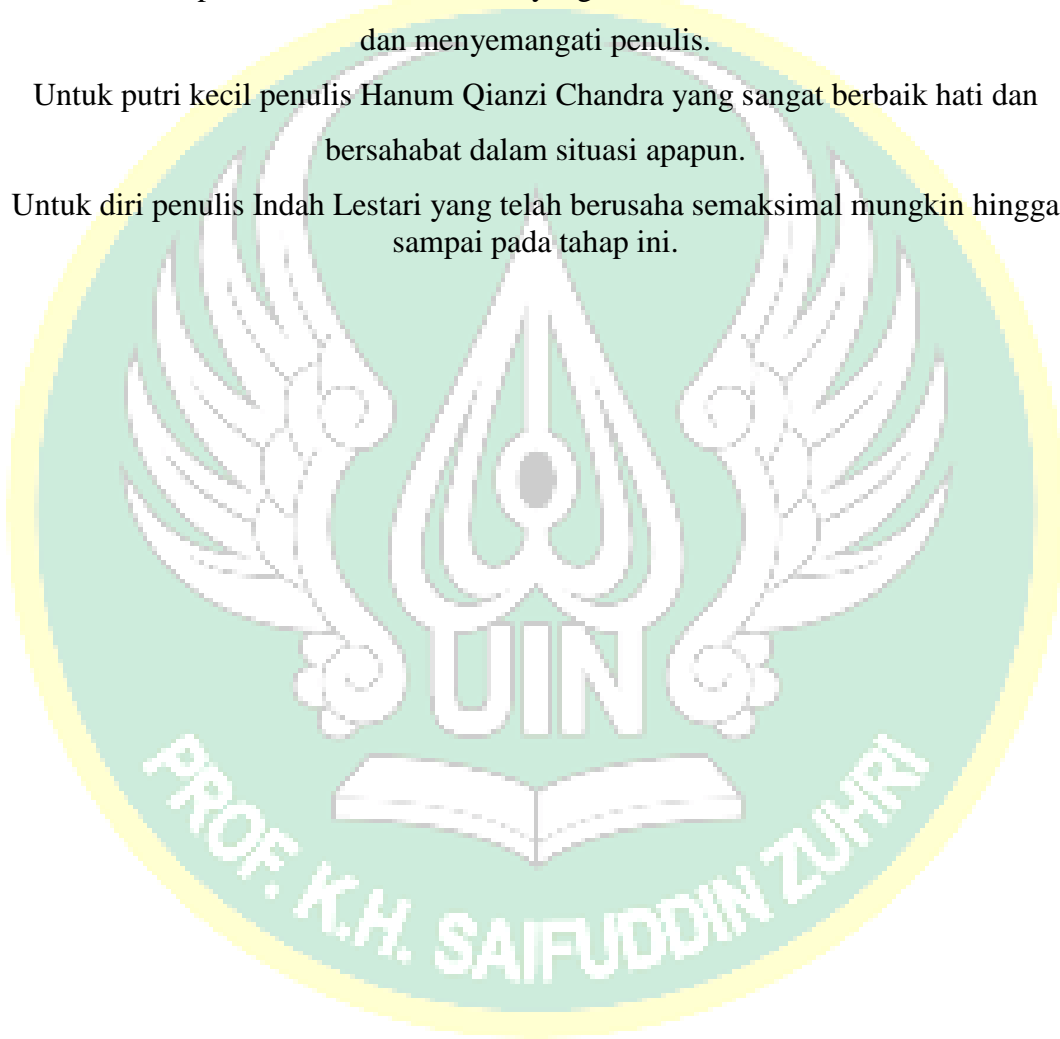 yang
dan menyemangati penulis.
Untuk putri kecil penulis Hanum Qianzi Chandra yang sangat berbaik hati dan
bersahabat dalam situasi apapun.
Untuk diri penulis Indah Lestari yang telah berusaha semaksimal mungkin hingga
sampai pada tahap ini.
UIN
PROF. K.H. SAIFUDDIN ZUHRI